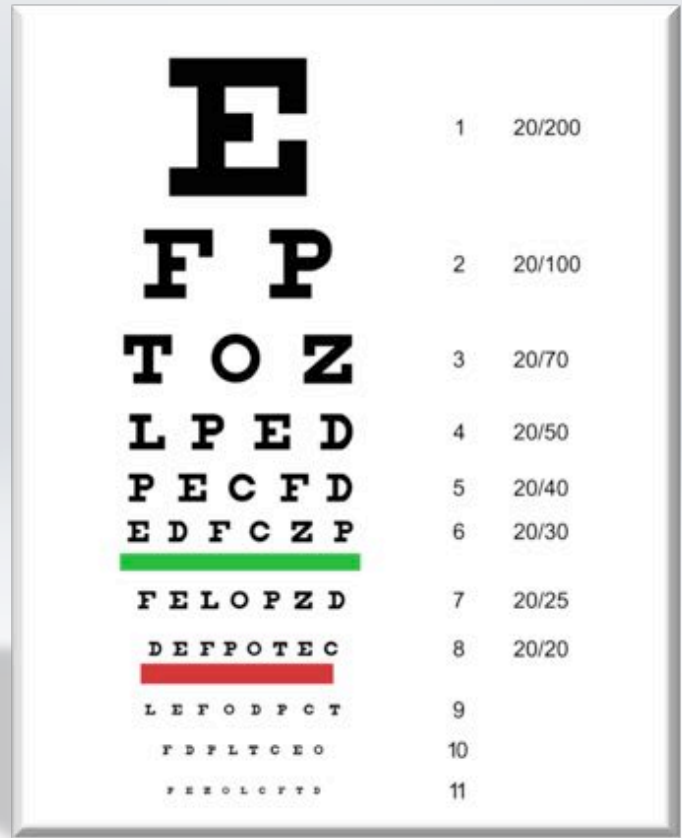 E 1 20/200
F P 2 20/100
T O Z 3 20/70
L P E D 4 20/50
P E C F D 5 20/40
E D F C Z P 6 20/30
F E L O P Z D 7 20/25
D E F P O T E C 8 20/20
L E F O D P C T 9
F D P L T C E O 10
P E Z O L C F T D 11